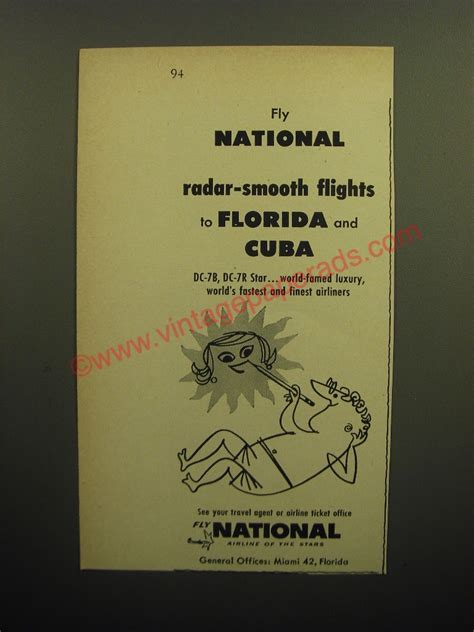 94
Fly
NATIONAL
radar-smooth flights
to FLORIDA and
CUBA
DC-7B, DC-7R Star...world-famed luxury,
world's fastest and finest airliners
©www.vintagepaperads.com
See your travel agent or airline ticket office
FLY NATIONAL
AIRLINE OF THE STARS
General Offices: Miami 42, Florida